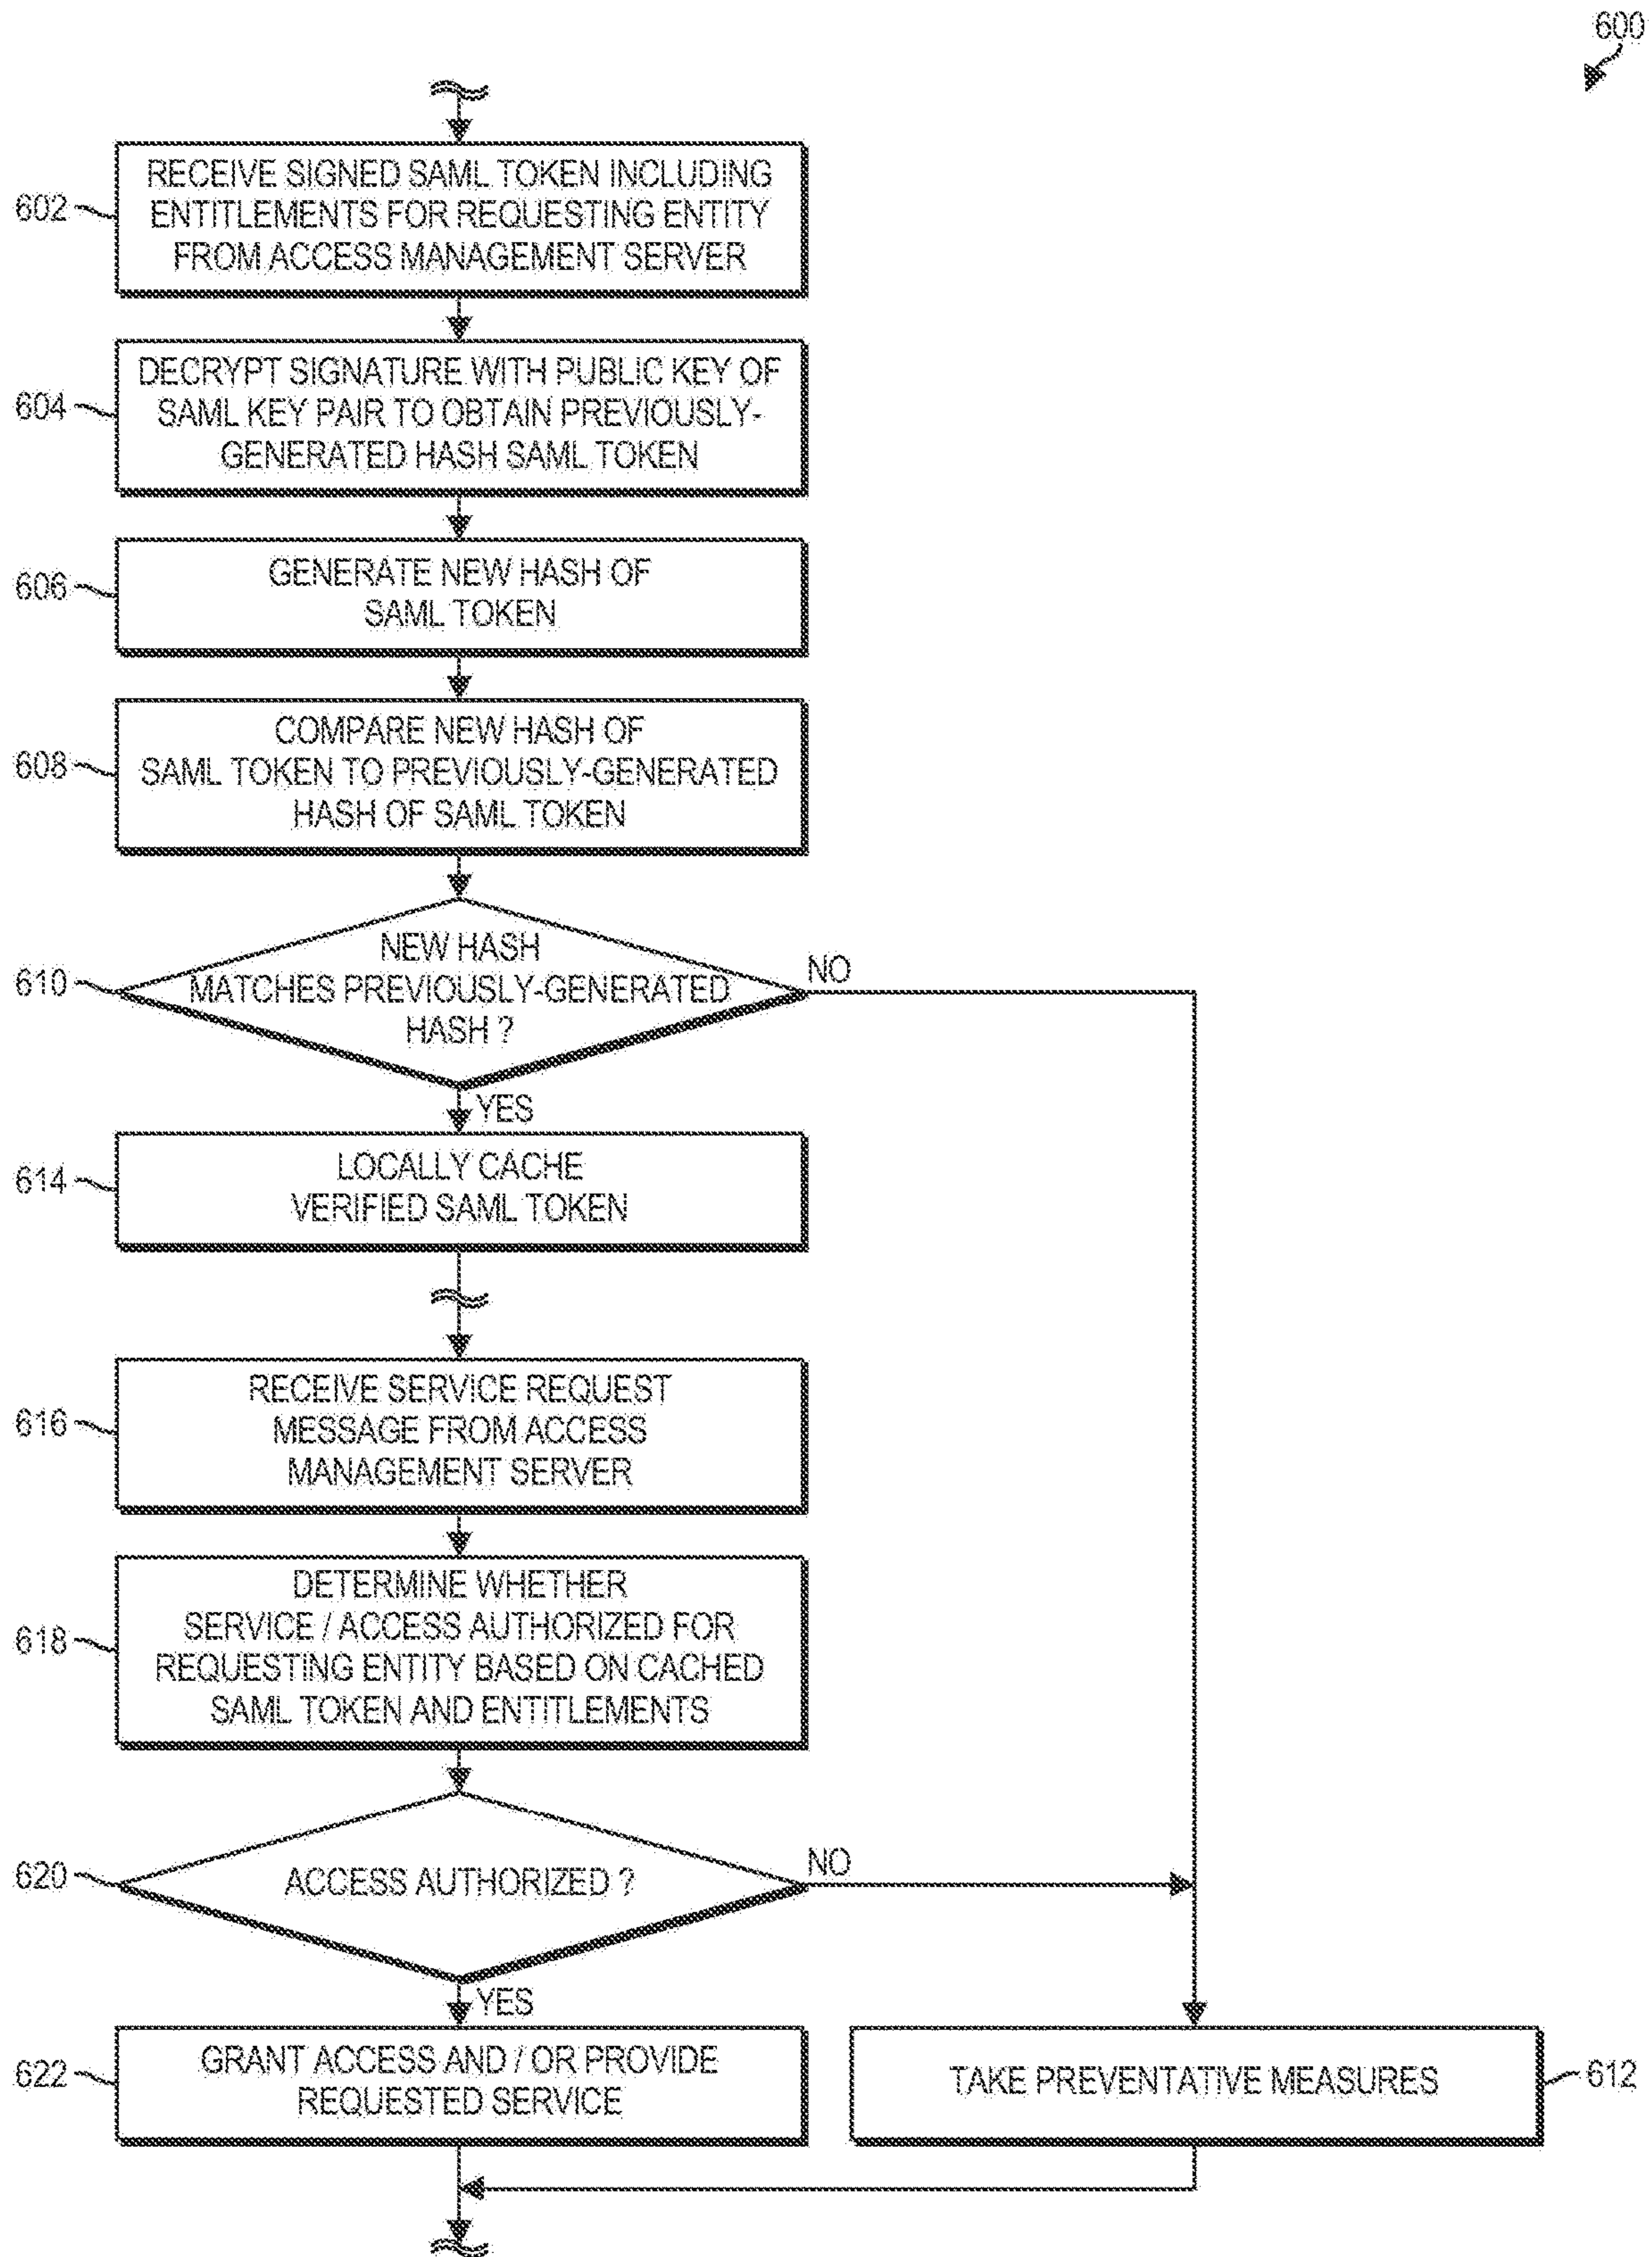 600
602
RECEIVE SIGNED SAML TOKEN INCLUDING
ENTITLEMENTS FOR REQUESTING ENTITY
FROM ACCESS MANAGEMENT SERVER
604
DECRYPT SIGNATURE WITH PUBLIC KEY OF
SAML KEY PAIR TO OBTAIN PREVIOUSLY-
GENERATED HASH SAML TOKEN
606
GENERATE NEW HASH OF
SAML TOKEN
608
COMPARE NEW HASH OF
SAML TOKEN TO PREVIOUSLY-GENERATED
HASH OF SAML TOKEN
610
NEW HASH
MATCHES PREVIOUSLY-GENERATED
HASH ?
NO
YES
614
LOCALLY CACHE
VERIFIED SAML TOKEN
616
RECEIVE SERVICE REQUEST
MESSAGE FROM ACCESS
MANAGEMENT SERVER
618
DETERMINE WHETHER
SERVICE / ACCESS AUTHORIZED FOR
REQUESTING ENTITY BASED ON CACHED
SAML TOKEN AND ENTITLEMENTS
620
ACCESS AUTHORIZED ?
NO
YES
622
GRANT ACCESS AND / OR PROVIDE
REQUESTED SERVICE
TAKE PREVENTATIVE MEASURES
612